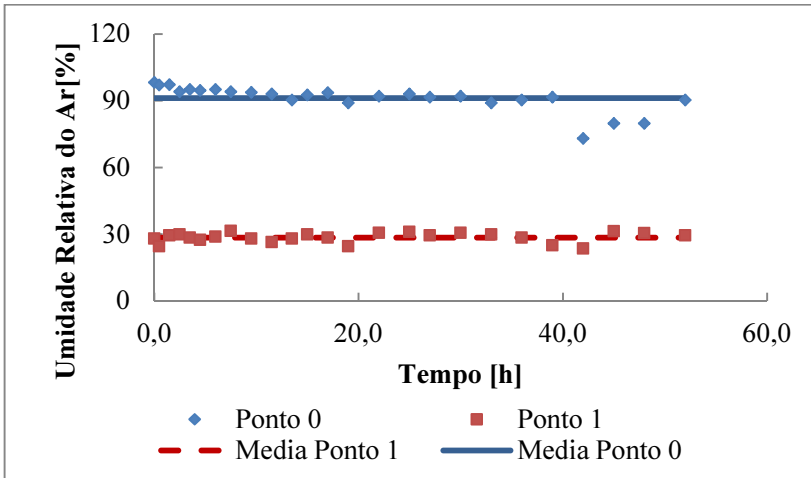 Umidade Relativa do Ar[%]
120
90
60
30
0
0,0 20,0 40,0 60,0
Tempo [h]
Ponto 0 Ponto 1
Media Ponto 1 Media Ponto 0